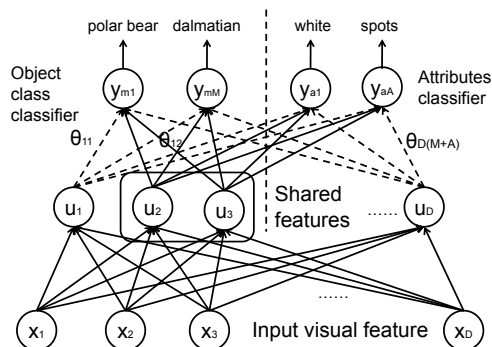 polar bear dalmatian white spots
Object
class
classifier
ym1 ymM ya1 yaA
Attributes
classifier
θ11 θ12 θD(M+A)
u1 u2 u3
Shared
features
...... uD
......
x1 x2 x3 Input visual feature xD